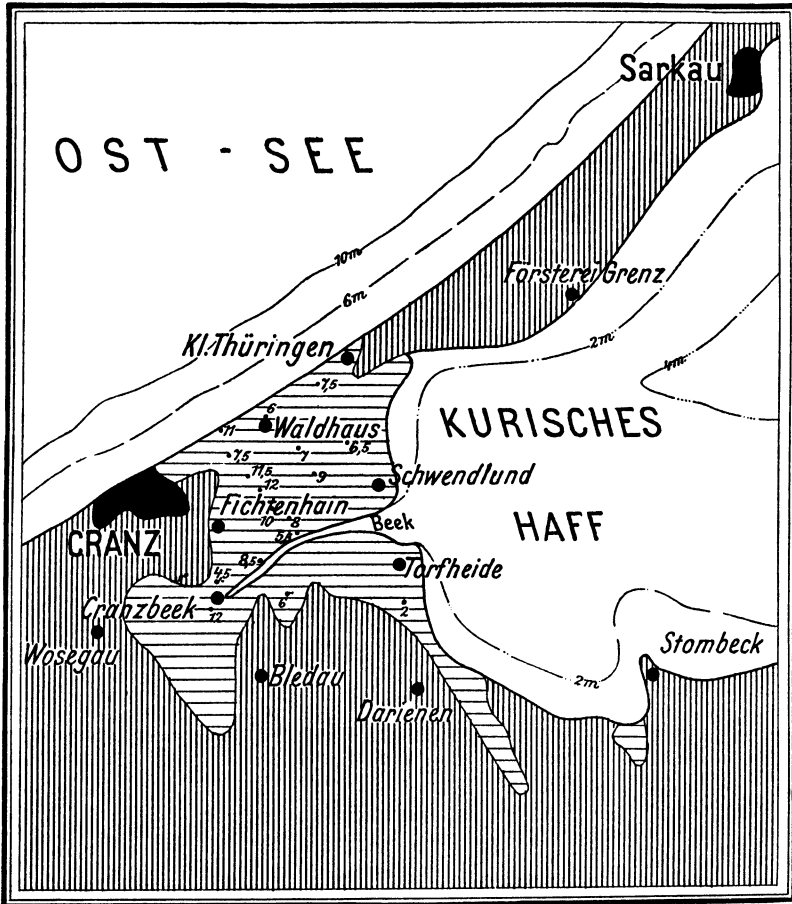 Sarkau
OST - SEE
10m
6m
Försterei Grenz
2m
4m
Kl. Thüringen
7,5
6
11
Waldhaus
6,5
7,5
7
KURISCHES
11,5
12
9
Schwendlund
Fichtenhain
10
8
Beek
HAFF
CRANZ
8,5
Torfheide
4,5
Cranzbeek
12
6
2
Wosegau
Stombeck
Bledau
2m
Darienen